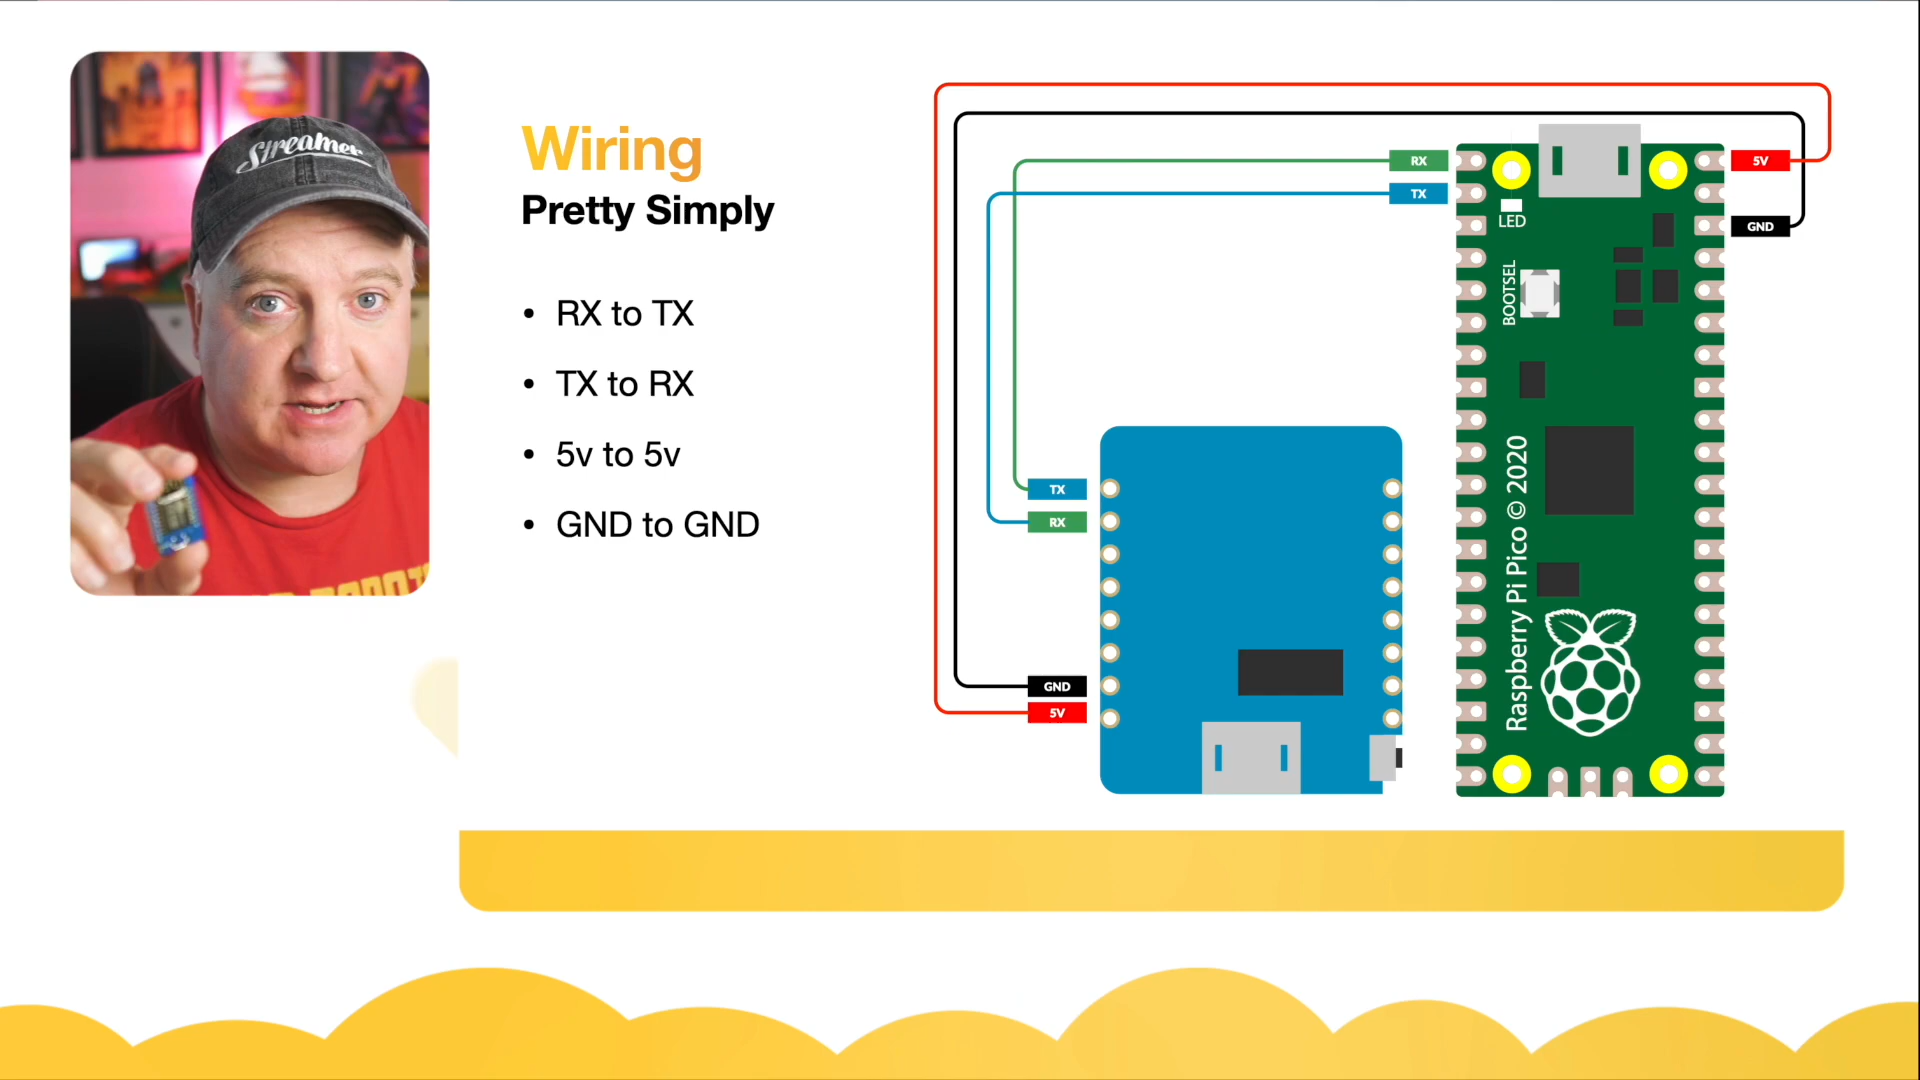 Streamer
Wiring
Pretty Simply
• RX to TX
• TX to RX
• 5v to 5v
• GND to GND
RX
TX
5V
GND
LED
BOOTSEL
Raspberry Pi Pico © 2020
TX
RX
GND
5V